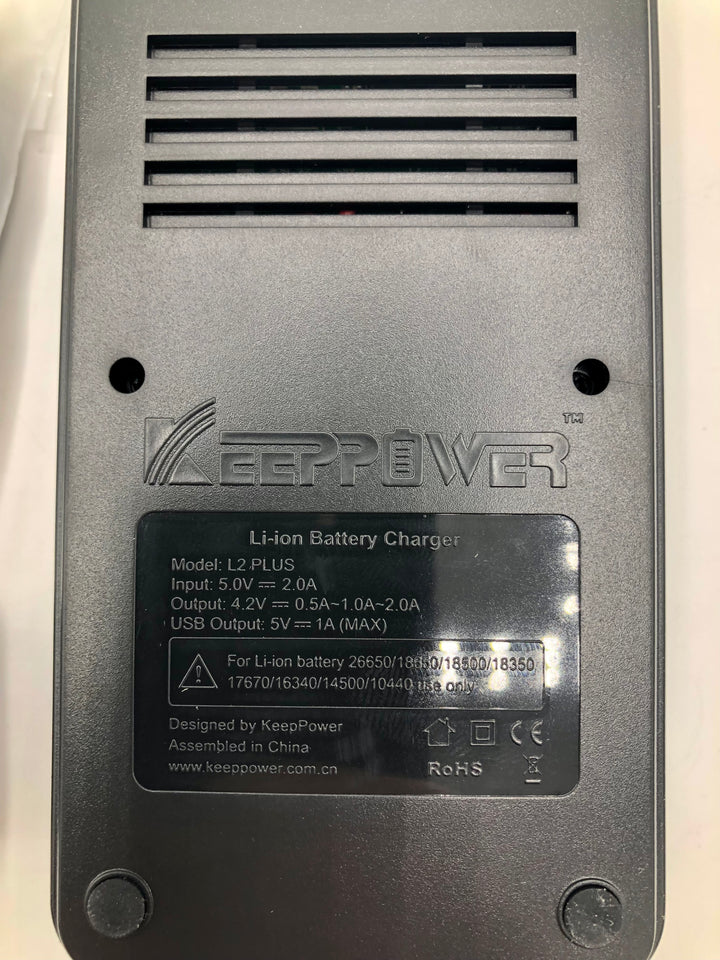 KEEPPOWER™
Li-ion Battery Charger
Model: L2 PLUS
Input: 5.0V ⎓ 2.0A
Output: 4.2V ⎓ 0.5A~1.0A~2.0A
USB Output: 5V ⎓ 1A (MAX)
For Li-ion battery 26650/18650/18500/18350
17670/16340/14500/10440 use only
Designed by KeepPower
Assembled in China
www.keeppower.com.cn
CE
RoHS